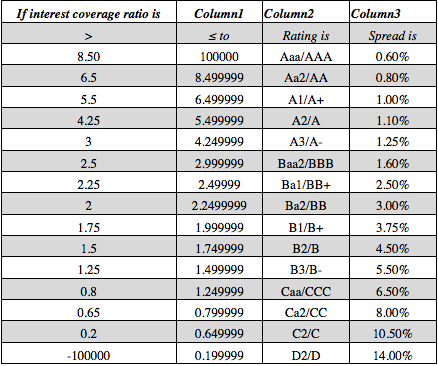 If interest coverage ratio is Column1 Column2 Column3
> ≤ to Rating is Spread is
8.50 100000 Aaa/AAA 0.60%
6.5 8.499999 Aa2/AA 0.80%
5.5 6.499999 A1/A+ 1.00%
4.25 5.499999 A2/A 1.10%
3 4.249999 A3/A- 1.25%
2.5 2.999999 Baa2/BBB 1.60%
2.25 2.49999 Ba1/BB+ 2.50%
2 2.2499999 Ba2/BB 3.00%
1.75 1.999999 B1/B+ 3.75%
1.5 1.749999 B2/B 4.50%
1.25 1.499999 B3/B- 5.50%
0.8 1.249999 Caa/CCC 6.50%
0.65 0.799999 Ca2/CC 8.00%
0.2 0.649999 C2/C 10.50%
-100000 0.199999 D2/D 14.00%